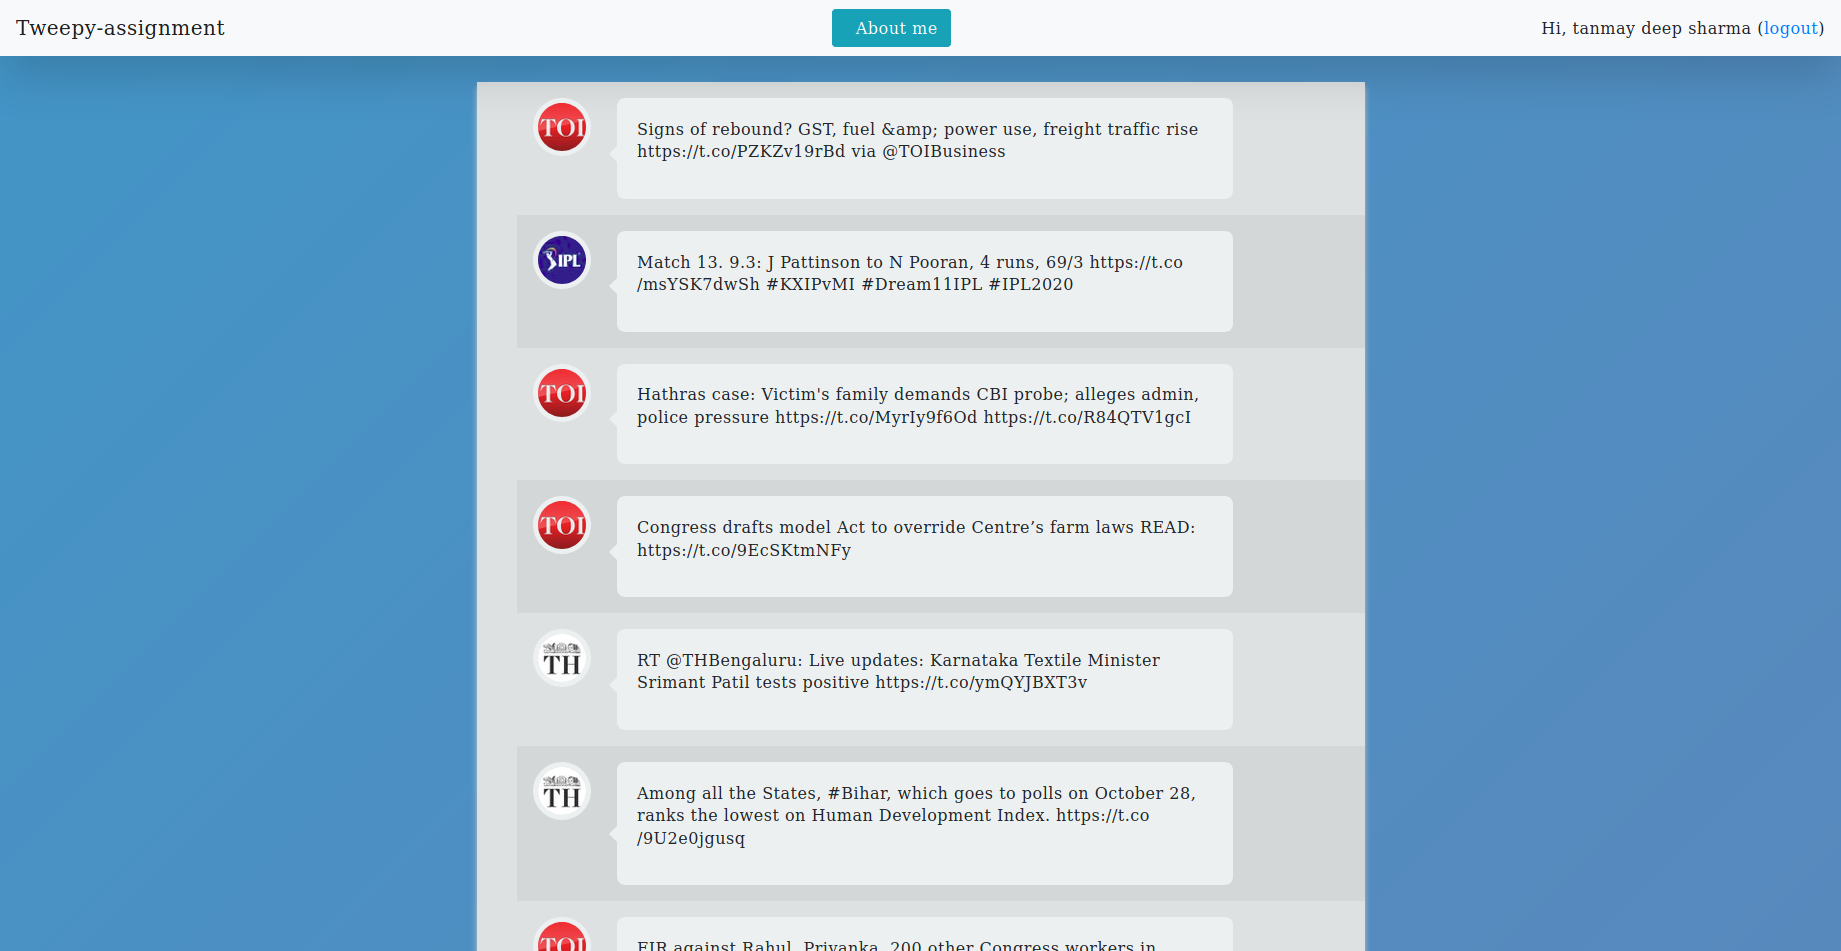 Tweepy-assignment
About me
Hi, tanmay deep sharma (logout)
TOI
Signs of rebound? GST, fuel &amp; power use, freight traffic rise
https://t.co/PZKZv19rBd via @TOIBusiness
IPL
Match 13. 9.3: J Pattinson to N Pooran, 4 runs, 69/3 https://t.co
/msYSK7dwSh #KXIPvMI #Dream11IPL #IPL2020
TOI
Hathras case: Victim's family demands CBI probe; alleges admin,
police pressure https://t.co/MyrIy9f6Od https://t.co/R84QTV1gcI
TOI
Congress drafts model Act to override Centre’s farm laws READ:
https://t.co/9EcSKtmNFy
TH
RT @THBengaluru: Live updates: Karnataka Textile Minister
Srimant Patil tests positive https://t.co/ymQYJBXT3v
TH
Among all the States, #Bihar, which goes to polls on October 28,
ranks the lowest on Human Development Index. https://t.co
/9U2e0jgusq
TOI
FIR against Rahul, Priyanka, 200 other Congress workers in